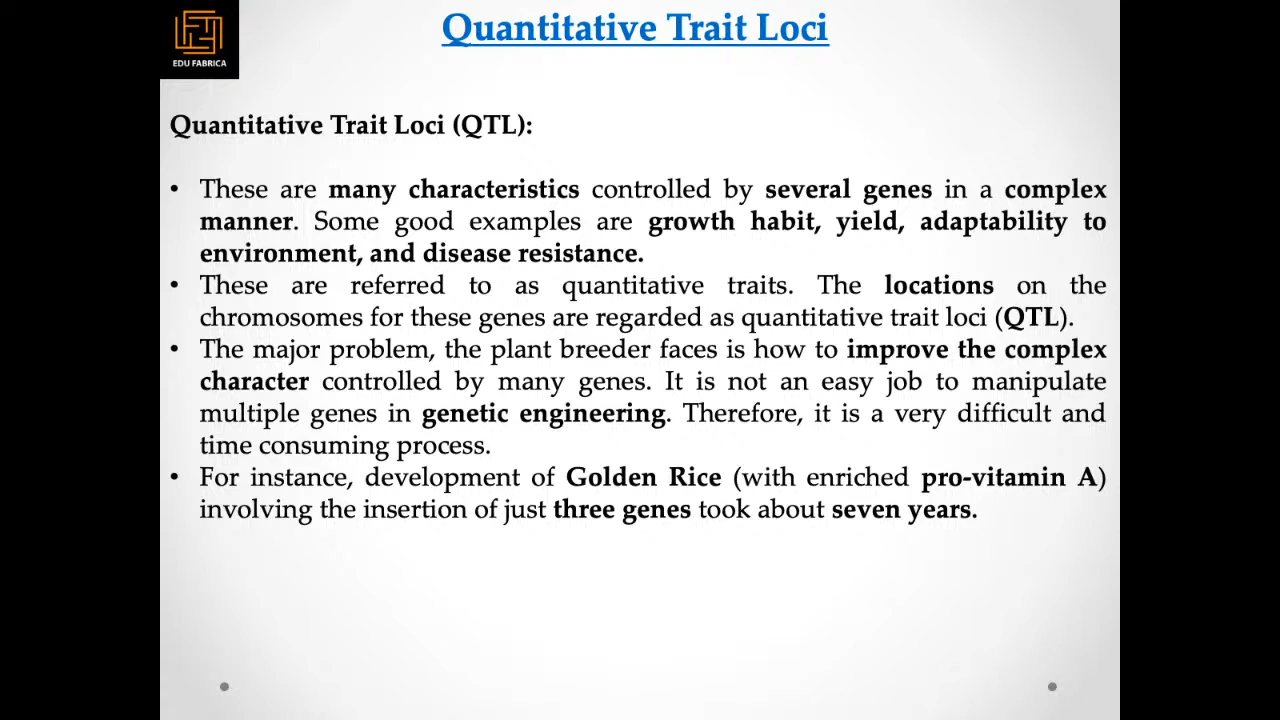 Quantitative Trait Loci
EDU FABRICA
Quantitative Trait Loci (QTL):
• These are many characteristics controlled by several genes in a complex
manner. Some good examples are growth habit, yield, adaptability to
environment, and disease resistance.
• These are referred to as quantitative traits. The locations on the
chromosomes for these genes are regarded as quantitative trait loci (QTL).
• The major problem, the plant breeder faces is how to improve the complex
character controlled by many genes. It is not an easy job to manipulate
multiple genes in genetic engineering. Therefore, it is a very difficult and
time consuming process.
• For instance, development of Golden Rice (with enriched pro-vitamin A)
involving the insertion of just three genes took about seven years.